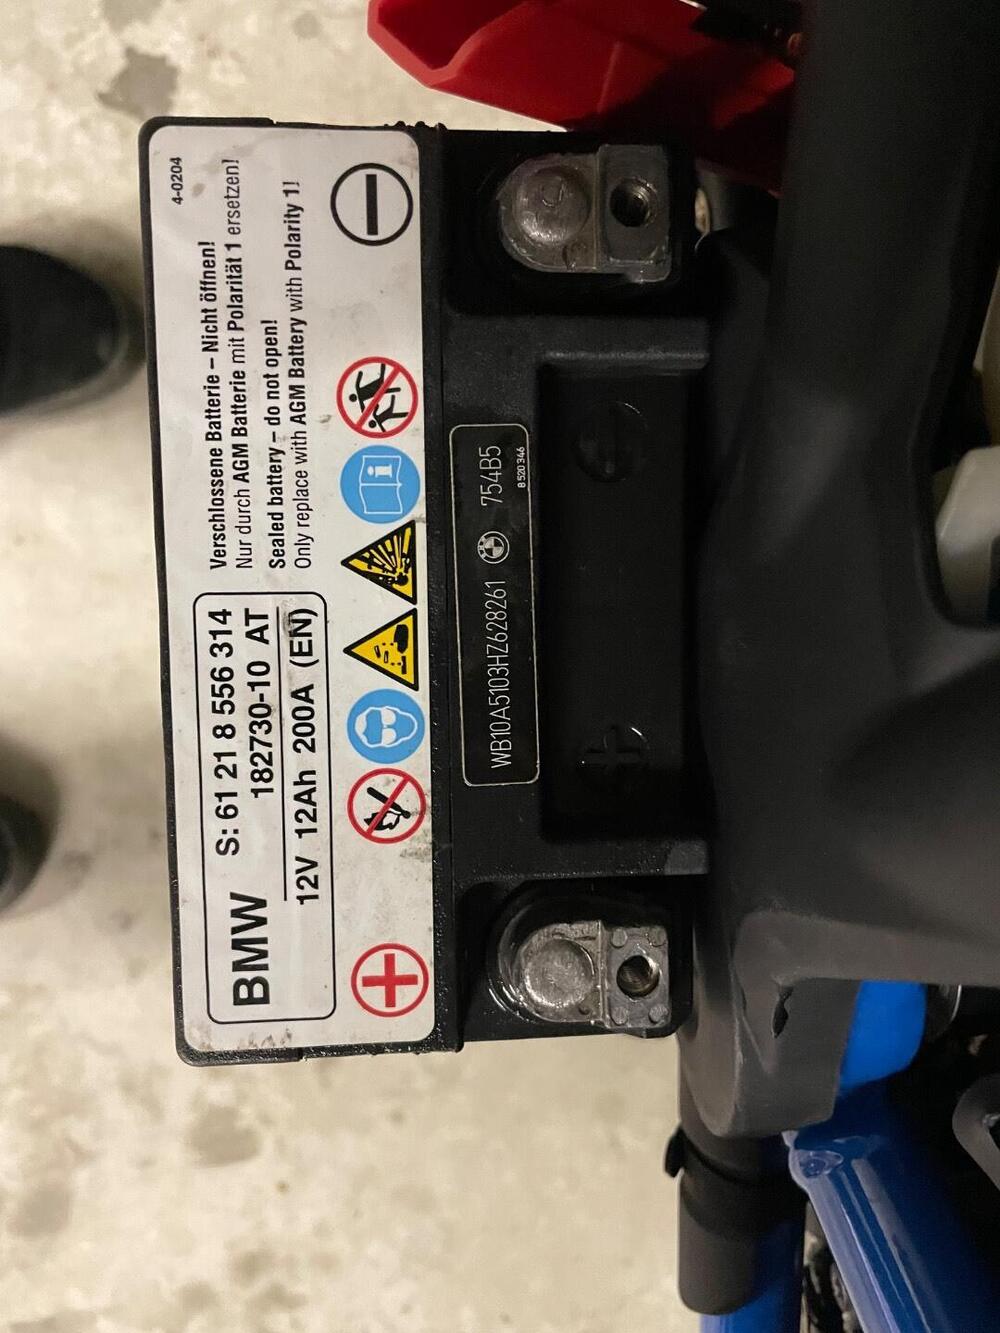 4-0204
Verschlossene Batterie – Nicht öffnen!
Nur durch AGM Batterie mit Polarität 1 ersetzen!
Sealed battery – do not open!
Only replace with AGM Battery with Polarity 1!
BMW
S: 61 21 8 556 314
182730-10 AT
12V 12Ah 200A (EN)
WB10A5103HZ628261 754B5
8 520 346